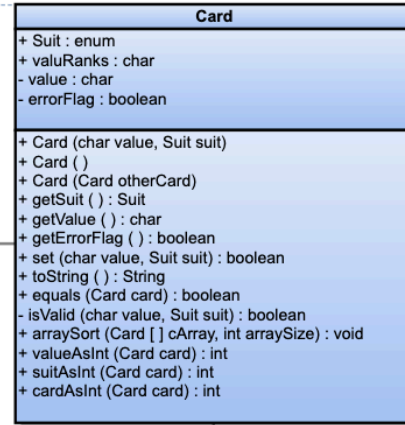 Card
+ Suit : enum
+ valuRanks : char
- value : char
- errorFlag : boolean
+ Card (char value, Suit suit)
+ Card ( )
+ Card (Card otherCard)
+ getSuit ( ) : Suit
+ getValue ( ) : char
+ getErrorFlag ( ) : boolean
+ set (char value, Suit suit) : boolean
+ toString ( ) : String
+ equals (Card card) : boolean
- isValid (char value, Suit suit) : boolean
+ arraySort (Card [ ] cArray, int arraySize) : void
+ valueAsInt (Card card) : int
+ suitAsInt (Card card) : int
+ cardAsInt (Card card) : int